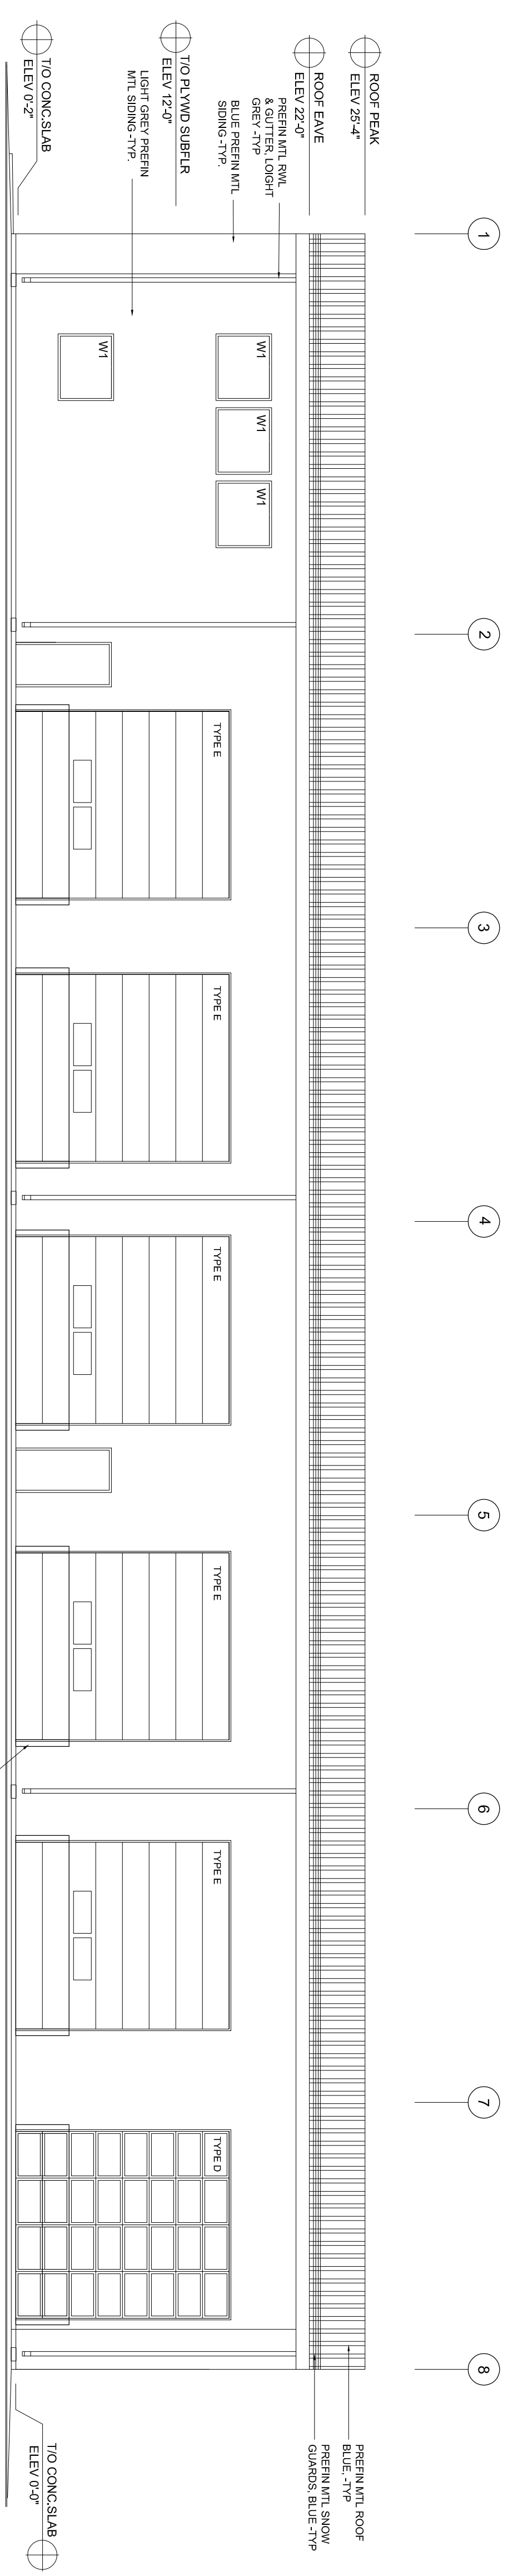 1
2
3
4
5
6
7
8
ROOF PEAK
ELEV 25'-4"
ROOF EAVE
ELEV 22'-0"
PREFIN MTL RWL
& GUTTER, LOIGHT
GREY -TYP
BLUE PREFIN MTL
SIDING -TYP.
T/O PLYWD SUBFLR
ELEV 12'-0"
LIGHT GREY PREFIN
MTL SIDING -TYP.
T/O CONC.SLAB
ELEV 0'-2"
W1
W1
W1
W1
TYPE E
TYPE E
TYPE E
TYPE E
TYPE E
TYPE D
PREFIN MTL ROOF
BLUE, -TYP
PREFIN MTL SNOW
GUARDS, BLUE -TYP
T/O CONC.SLAB
ELEV 0'-0"